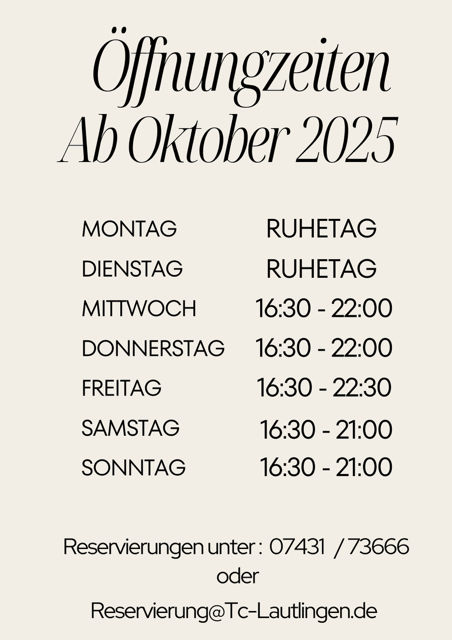 Öffnungzeiten
Ab Oktober 2025
MONTAG RUHETAG
DIENSTAG RUHETAG
MITTWOCH 16:30 - 22:00
DONNERSTAG 16:30 - 22:00
FREITAG 16:30 - 22:30
SAMSTAG 16:30 - 21:00
SONNTAG 16:30 - 21:00
Reservierungen unter : 07431 / 73666
oder
Reservierung@Tc-Lautlingen.de